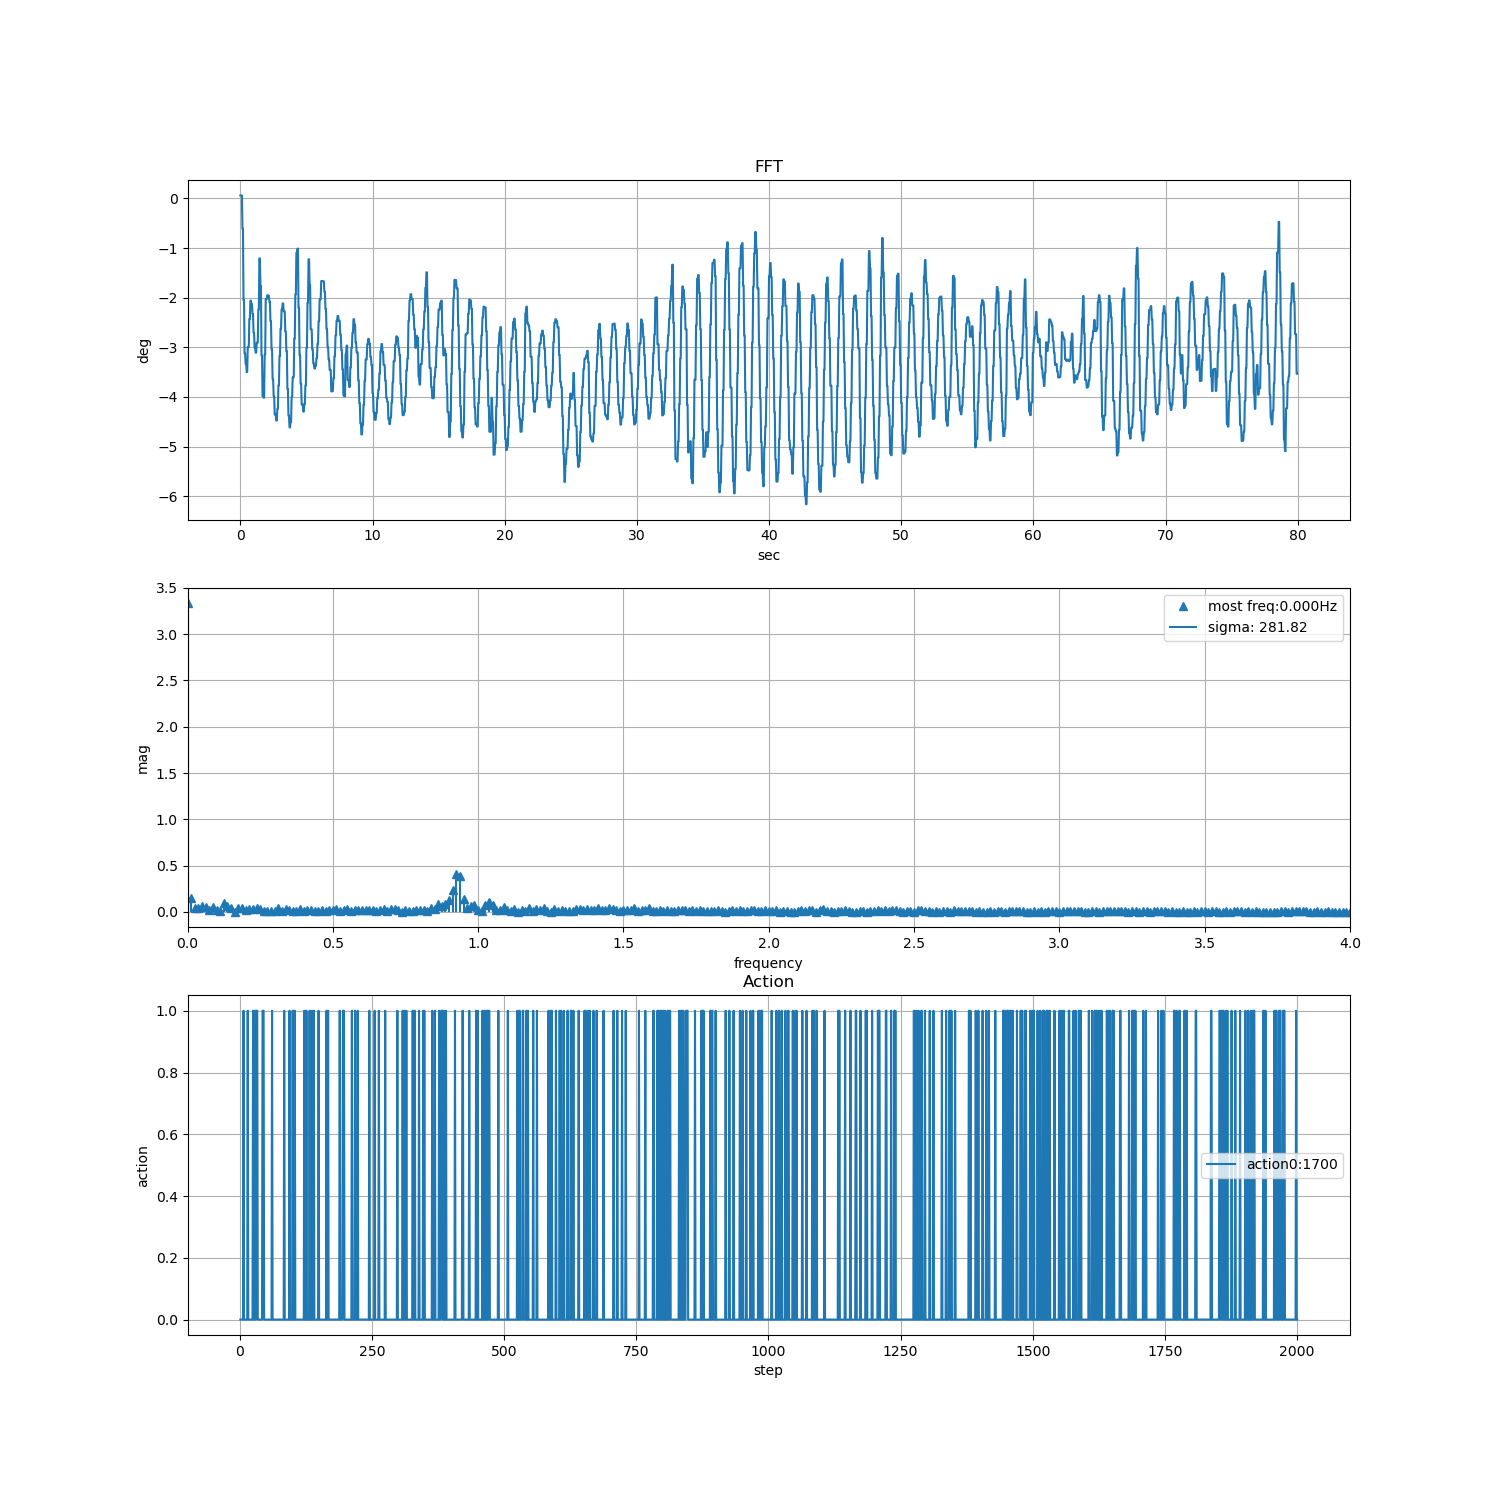 FFT
0
−1
−2
−3
−4
−5
−6
deg
0 10 20 30 40 50 60 70 80
sec
3.5
3.0
2.5
2.0
1.5
1.0
0.5
0.0
mag
most freq:0.000Hz
sigma: 281.82
0.0 0.5 1.0 1.5 2.0 2.5 3.0 3.5 4.0
frequency
Action
1.0
0.8
0.6
0.4
0.2
0.0
action
action0:1700
0 250 500 750 1000 1250 1500 1750 2000
step